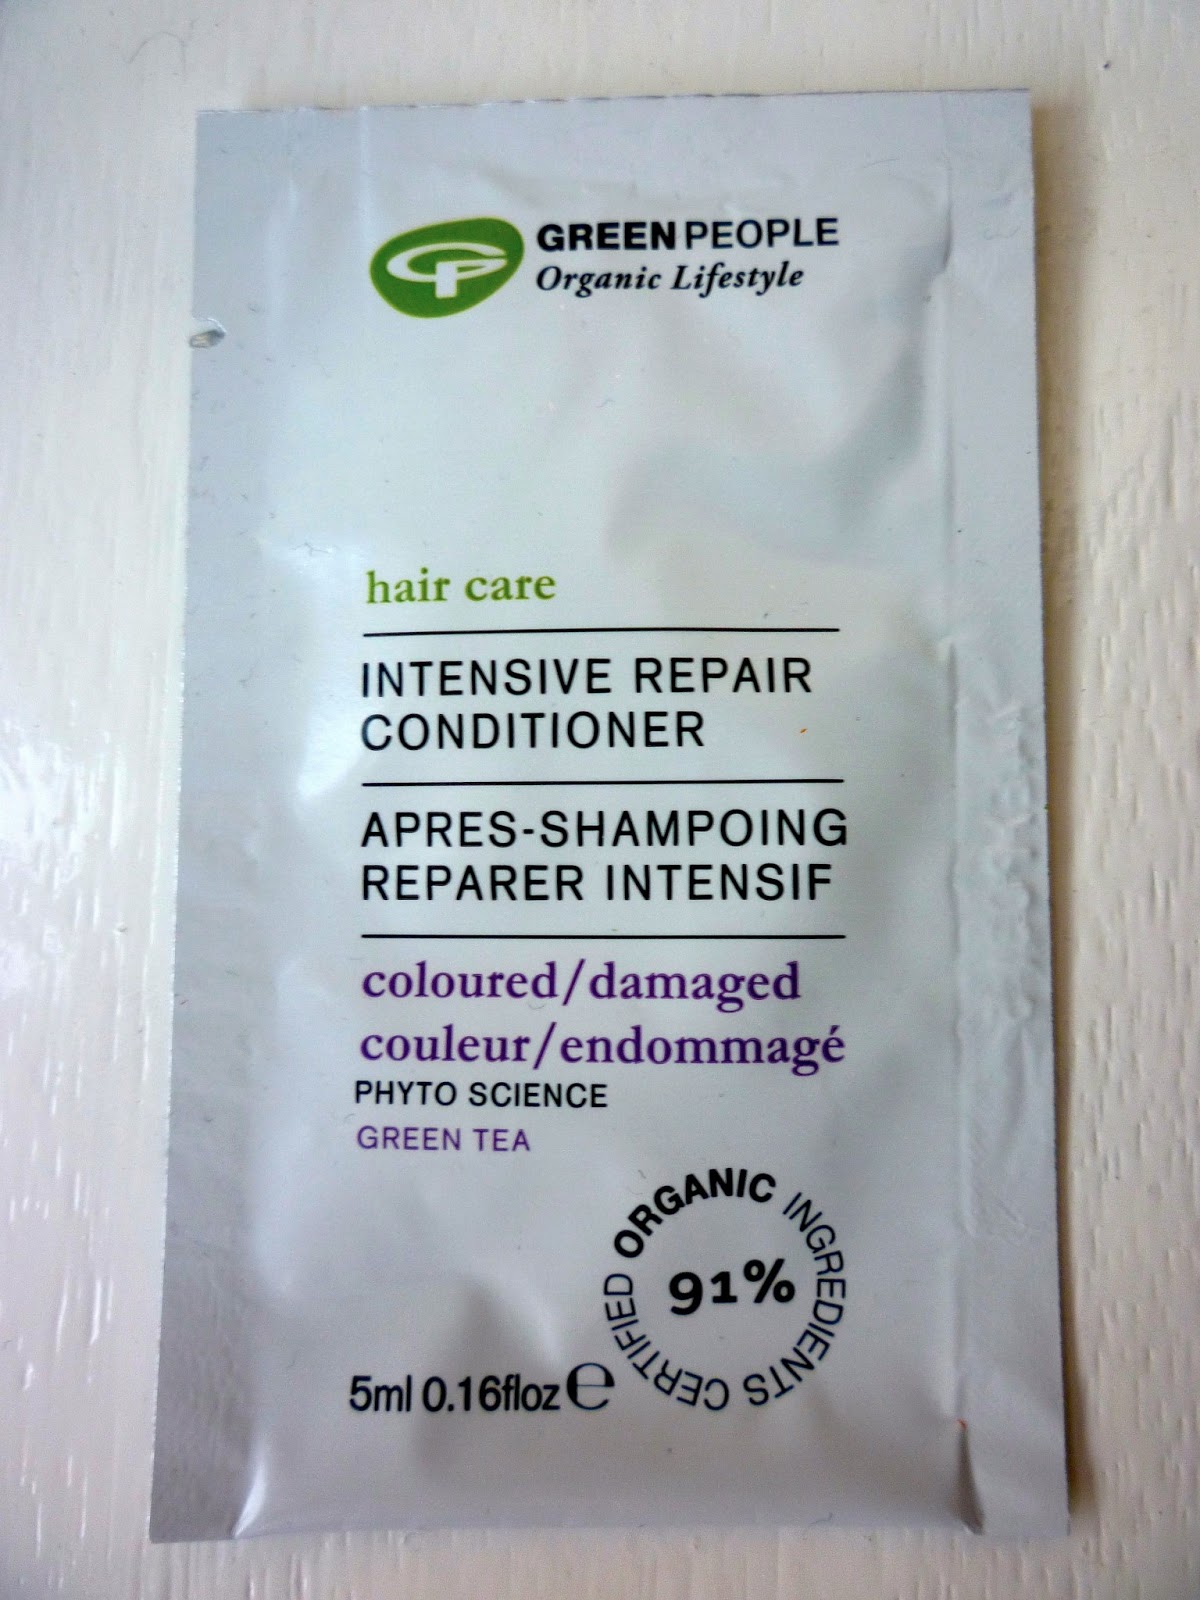 GREEN PEOPLE
Organic Lifestyle
hair care
INTENSIVE REPAIR
CONDITIONER
APRES-SHAMPOING
REPARER INTENSIF
coloured/damaged
couleur/endommagé
PHYTO SCIENCE
GREEN TEA
CERTIFIED ORGANIC INGREDIENTS
91%
5ml 0.16floz ℮